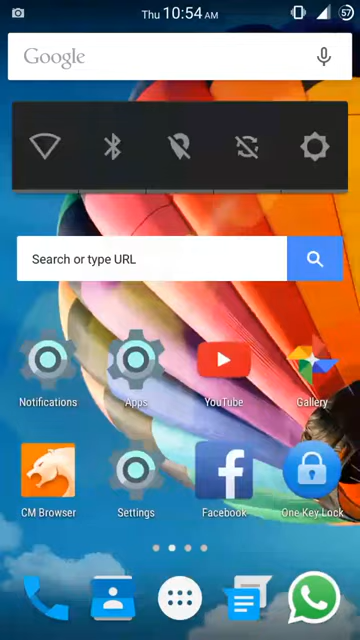 Thu 10:54 AM
57
Google
Search or type URL
Notifications
Apps
YouTube
Gallery
CM Browser
Settings
Facebook
One Key Lock